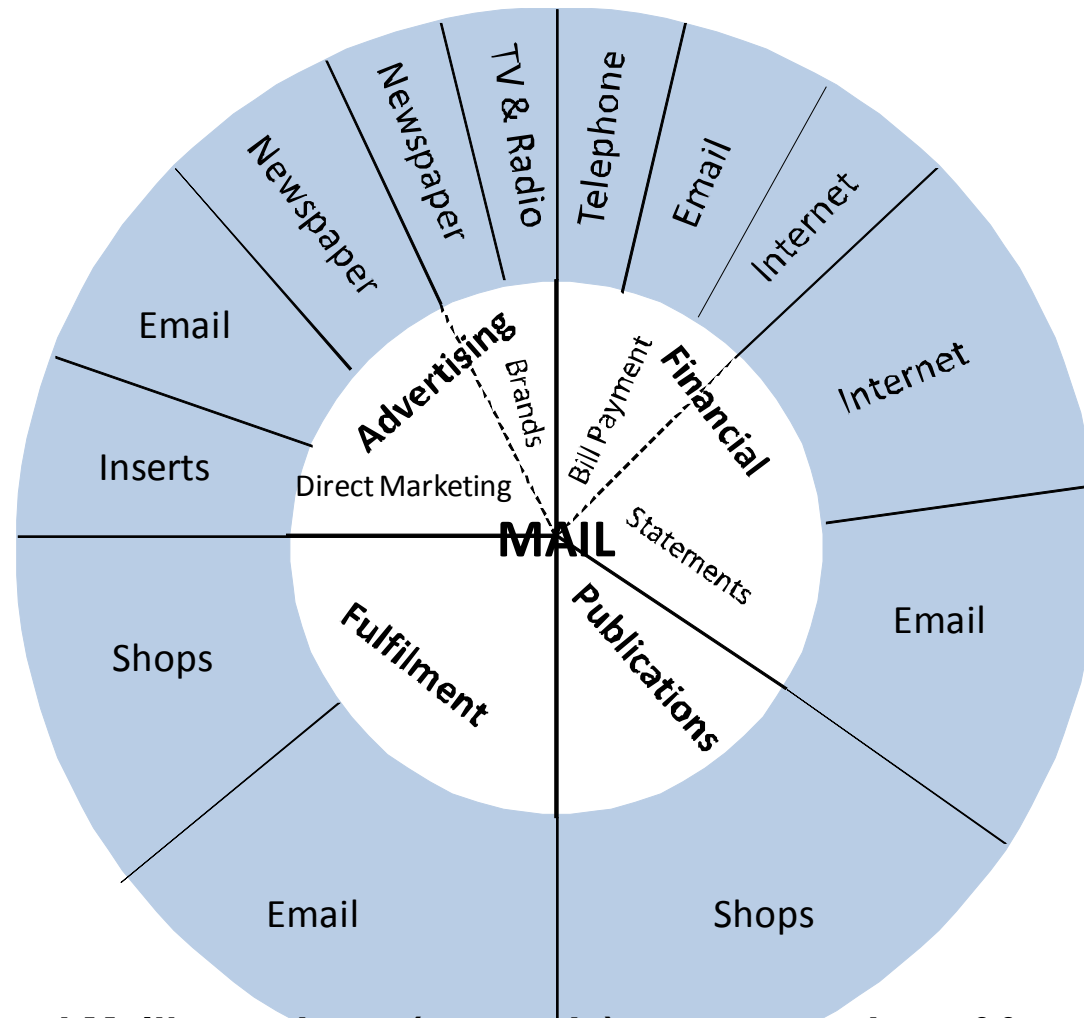 TV & Radio
Telephone
Email
Internet
Internet
Email
Shops
Email
Shops
Inserts
Email
Newspaper
Newspaper
Advertising
Brands
Direct Marketing
Bill Payment
Financial
Statements
MAIL
Publications
Fulfilment